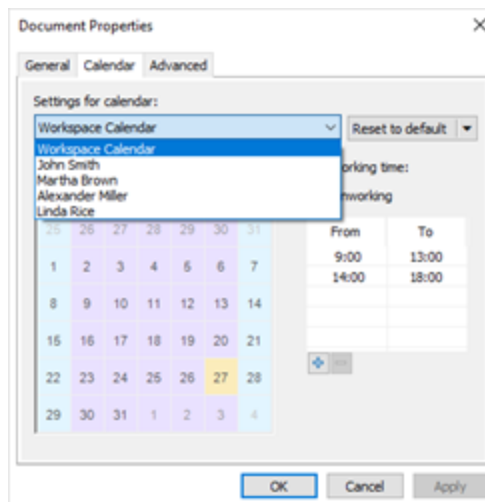 Document Properties
General Calendar Advanced
Settings for calendar:
Workspace Calendar Reset to default
Workspace Calendar
John Smith orking time:
Martha Brown
Alexander Miller nworking
Linda Rice
25 26 27 28 29 30 31 From To
9:00 13:00
1 2 3 4 5 6 7 14:00 18:00
8 9 10 11 12 13 14
15 16 17 18 19 20 21
22 23 24 25 26 27 28
29 30 31 1 2 3 4
OK Cancel Apply